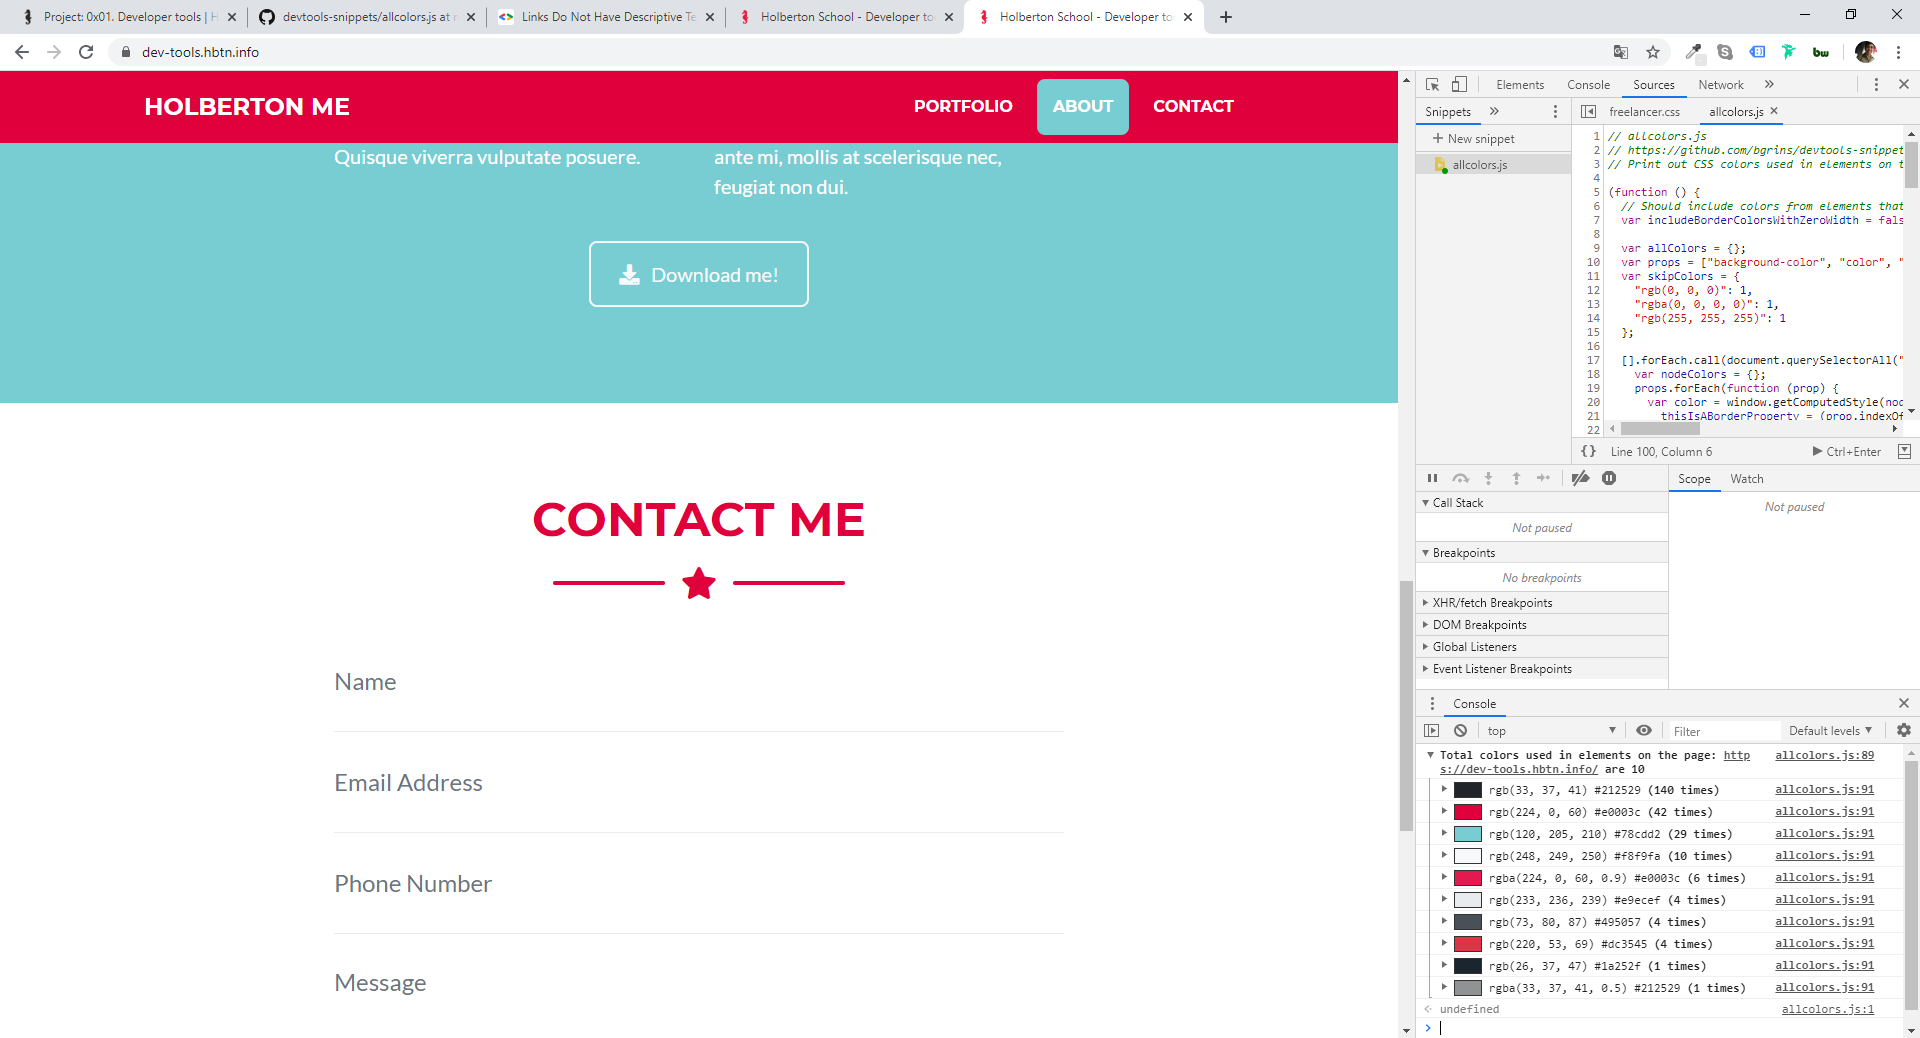 Project: 0x01. Developer tools | H
devtools-snippets/allcolors.js at m
Links Do Not Have Descriptive Te
Holberton School - Developer to
Holberton School - Developer to
dev-tools.hbtn.info
bw
HOLBERTON ME
PORTFOLIO
ABOUT
CONTACT
Quisque viverra vulputate posuere.
ante mi, mollis at scelerisque nec,
feugiat non dui.
Download me!
CONTACT ME
Name
Email Address
Phone Number
Message
Elements Console Sources Network
Snippets
freelancer.css allcolors.js
New snippet
allcolors.js
1 // allcolors.js
2 // https://github.com/bgrins/devtools-snippet
3 // Print out CSS colors used in elements on t
4
5 (function () {
6 // Should include colors from elements that
7 var includeBorderColorsWithZeroWidth = fals
8
9 var allColors = {};
10 var props = ["background-color", "color", "
11 var skipColors = {
12 "rgb(0, 0, 0)": 1,
13 "rgba(0, 0, 0, 0)": 1,
14 "rgb(255, 255, 255)": 1
15 };
16
17 [].forEach.call(document.querySelectorAll("
18 var nodeColors = {};
19 props.forEach(function (prop) {
20 var color = window.getComputedStyle(nod
21 thisIsABorderProperty = (prop.indexOf
22
{} Line 100, Column 6
Ctrl+Enter
Scope Watch
Call Stack
Not paused
Not paused
Breakpoints
No breakpoints
XHR/fetch Breakpoints
DOM Breakpoints
Global Listeners
Event Listener Breakpoints
Console
top
Filter
Default levels
Total colors used in elements on the page: http allcolors.js:89
s://dev-tools.hbtn.info/ are 10
rgb(33, 37, 41) #212529 (140 times) allcolors.js:91
rgb(224, 0, 60) #e0003c (42 times) allcolors.js:91
rgb(120, 205, 210) #78cdd2 (29 times) allcolors.js:91
rgb(248, 249, 250) #f8f9fa (10 times) allcolors.js:91
rgba(224, 0, 60, 0.9) #e0003c (6 times) allcolors.js:91
rgb(233, 236, 239) #e9ecef (4 times) allcolors.js:91
rgb(73, 80, 87) #495057 (4 times) allcolors.js:91
rgb(220, 53, 69) #dc3545 (4 times) allcolors.js:91
rgb(26, 37, 47) #1a252f (1 times) allcolors.js:91
rgba(33, 37, 41, 0.5) #212529 (1 times) allcolors.js:91
undefined allcolors.js:1